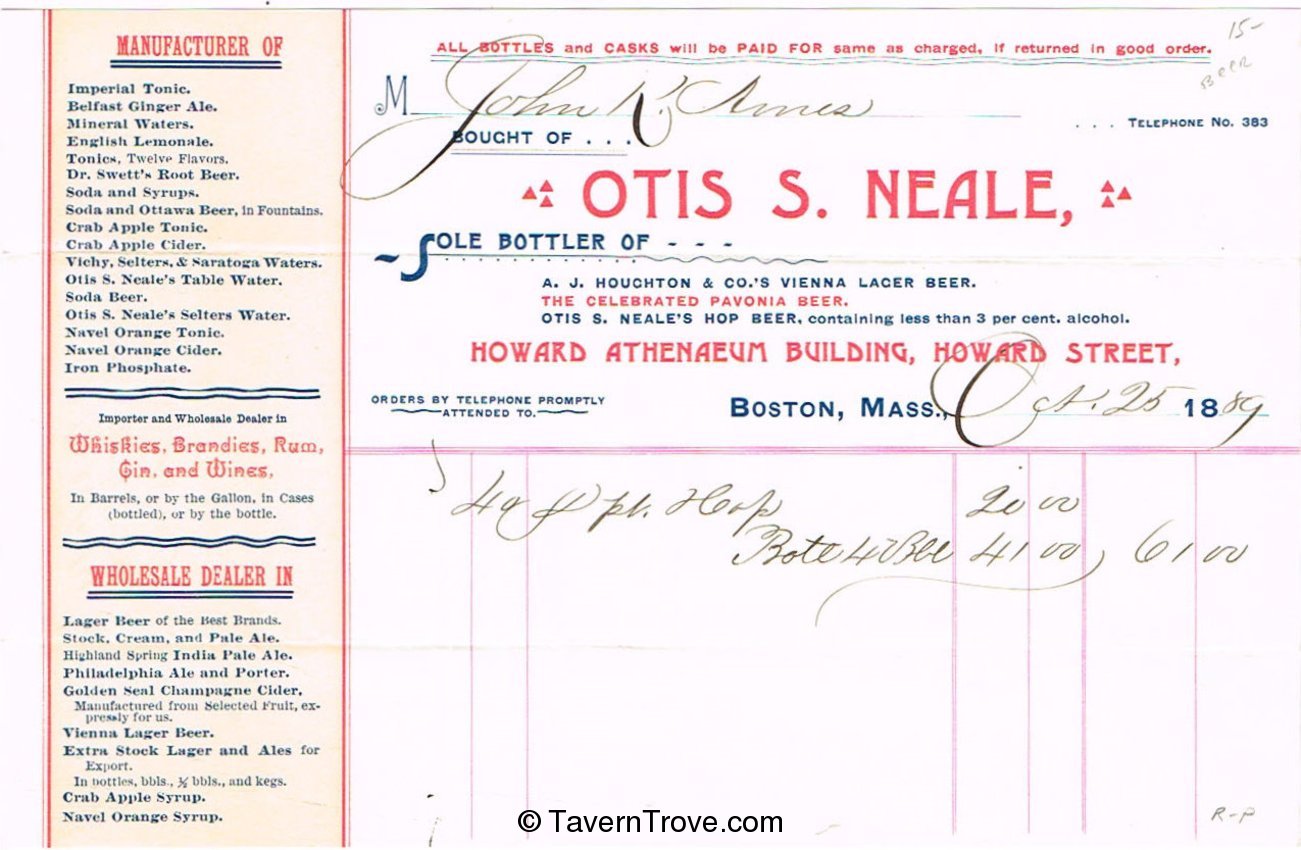 MANUFACTURER OF
Imperial Tonic.
Belfast Ginger Ale.
Mineral Waters.
English Lemonale.
Tonics, Twelve Flavors.
Dr. Swett's Root Beer.
Soda and Syrups.
Soda and Ottawa Beer, in Fountains.
Crab Apple Tonic.
Crab Apple Cider.
Vichy, Selters, & Saratoga Waters.
Otis S. Neale's Table Water.
Soda Beer.
Otis S. Neale's Selters Water.
Navel Orange Tonic.
Navel Orange Cider.
Iron Phosphate.
Importer and Wholesale Dealer in
Whiskies, Brandies, Rum,
Gin, and Wines,
In Barrels, or by the Gallon, in Cases
(bottled), or by the bottle.
WHOLESALE DEALER IN
Lager Beer of the Best Brands.
Stock, Cream, and Pale Ale.
Highland Spring India Pale Ale.
Philadelphia Ale and Porter.
Golden Seal Champagne Cider,
Manufactured from Selected Fruit, ex-
pressly for us.
Vienna Lager Beer.
Extra Stock Lager and Ales for
Export.
In bottles, bbls., ½ bbls., and kegs.
Crab Apple Syrup.
Navel Orange Syrup.
15-
BEER
ALL BOTTLES and CASKS will be PAID FOR same as charged, if returned in good order.
M John K. Ames
BOUGHT OF . . .
. . . TELEPHONE No. 383
OTIS S. NEALE,
SOLE BOTTLER OF - - -
A. J. HOUGHTON & CO.'S VIENNA LAGER BEER.
THE CELEBRATED PAVONIA BEER.
OTIS S. NEALE'S HOP BEER, containing less than 3 per cent. alcohol.
HOWARD ATHENAEUM BUILDING, HOWARD STREET,
ORDERS BY TELEPHONE PROMPTLY
ATTENDED TO.
BOSTON, MASS., Oct. 25 1889
pt. Hop 20 00
4 Bbl 41 00 61 00
R-P
© TavernTrove.com